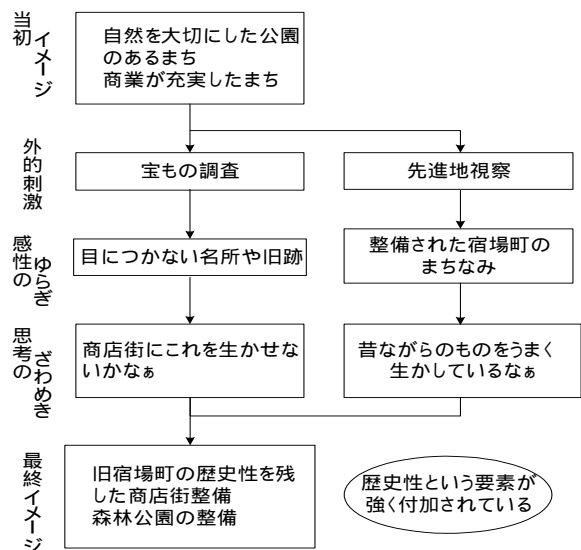 当初
イメージ
自然を大切にした公園
のあるまち
商業が充実したまち
外的刺激
宝もの調査
先進地視察
感性の
ゆらぎ
目につかない名所や旧跡
整備された宿場町の
まちなみ
思考の
ざわめき
商店街にこれを生かせな
いかなぁ
昔ながらのものをうまく
生かしているなぁ
最終イメージ
旧宿場町の歴史性を残
した商店街整備
森林公園の整備
歴史性という要素が
強く付加されている